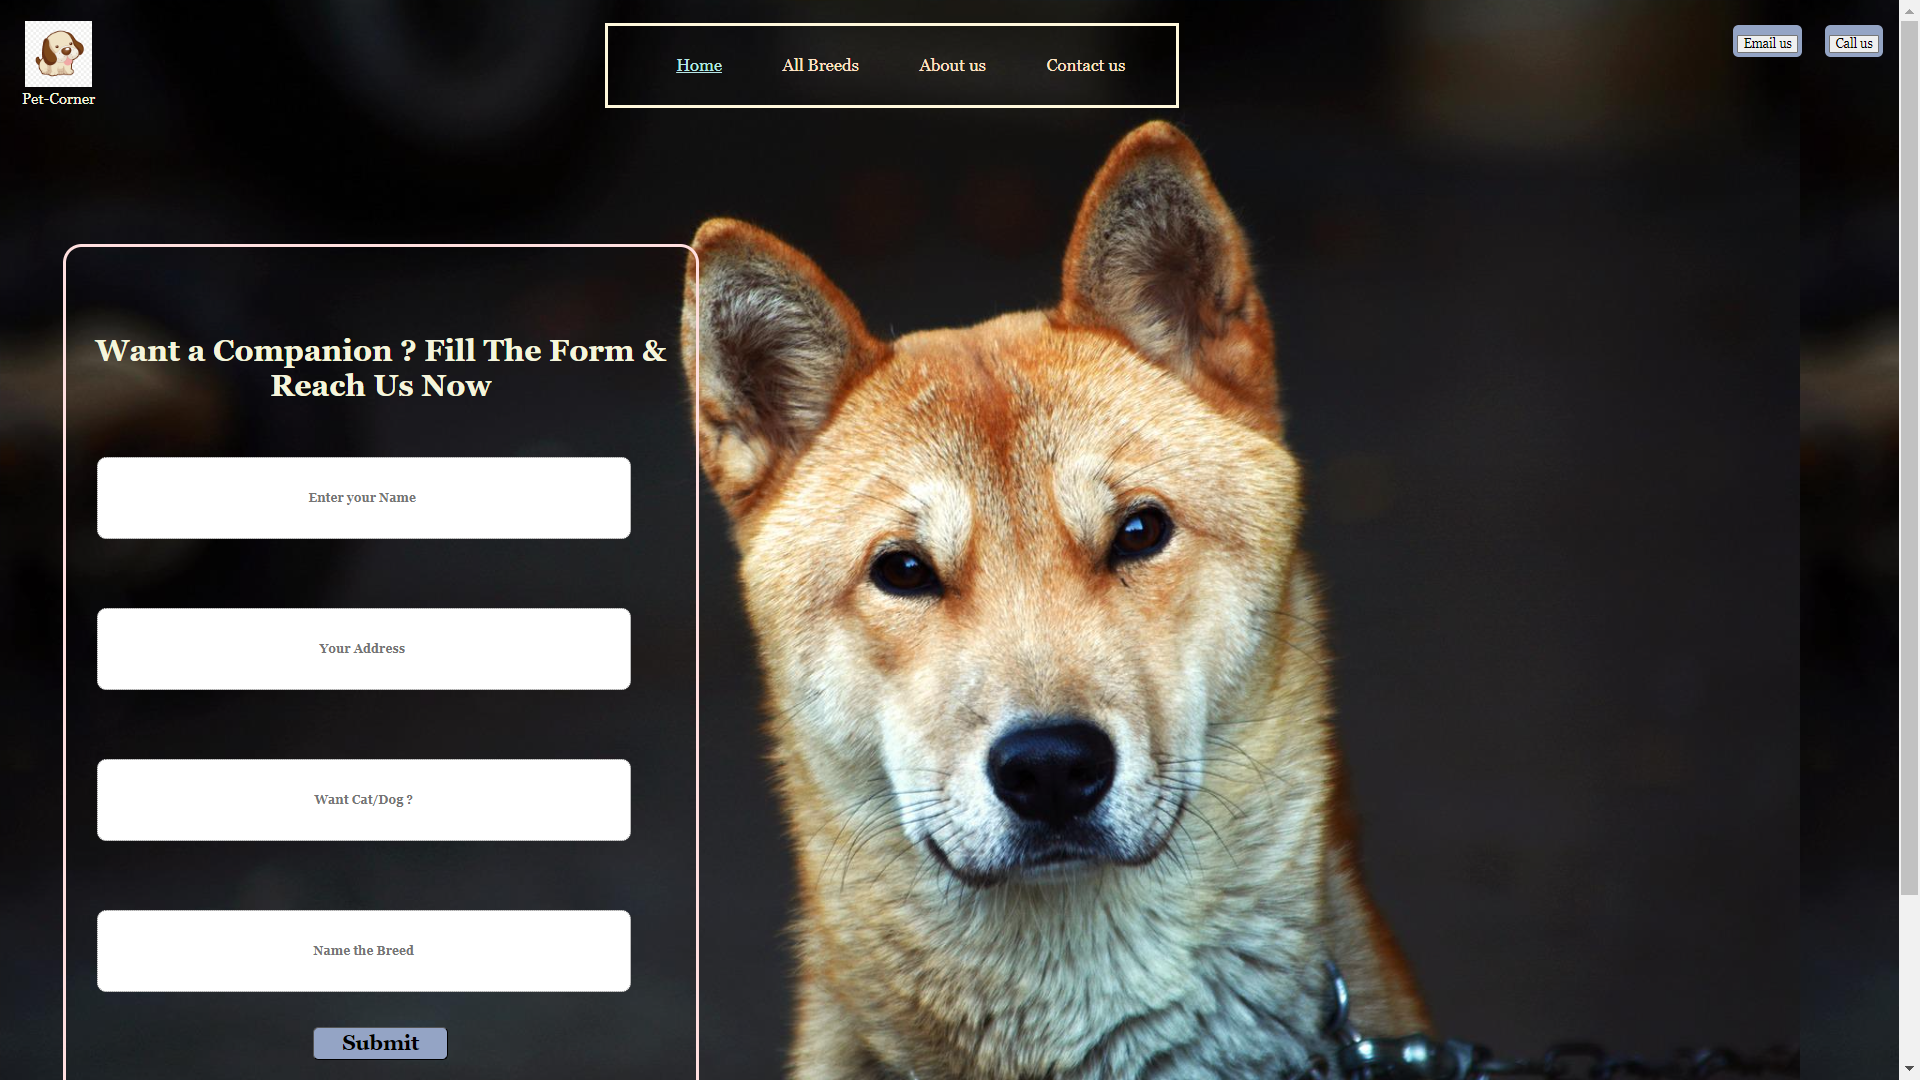 Pet-Corner
Home
All Breeds
About us
Contact us
Email us
Call us
Want a Companion ? Fill The Form &
Reach Us Now
Enter your Name
Your Address
Want Cat/Dog ?
Name the Breed
Submit